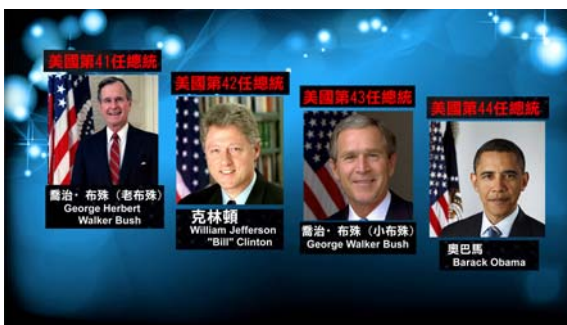 美國第41任總統
喬治·布殊（老布殊）
George Herbert
Walker Bush
美國第42任總統
克林頓
William Jefferson
"Bill" Clinton
美國第43任總統
喬治·布殊（小布殊）
George Walker Bush
美國第44任總統
奧巴馬
Barack Obama